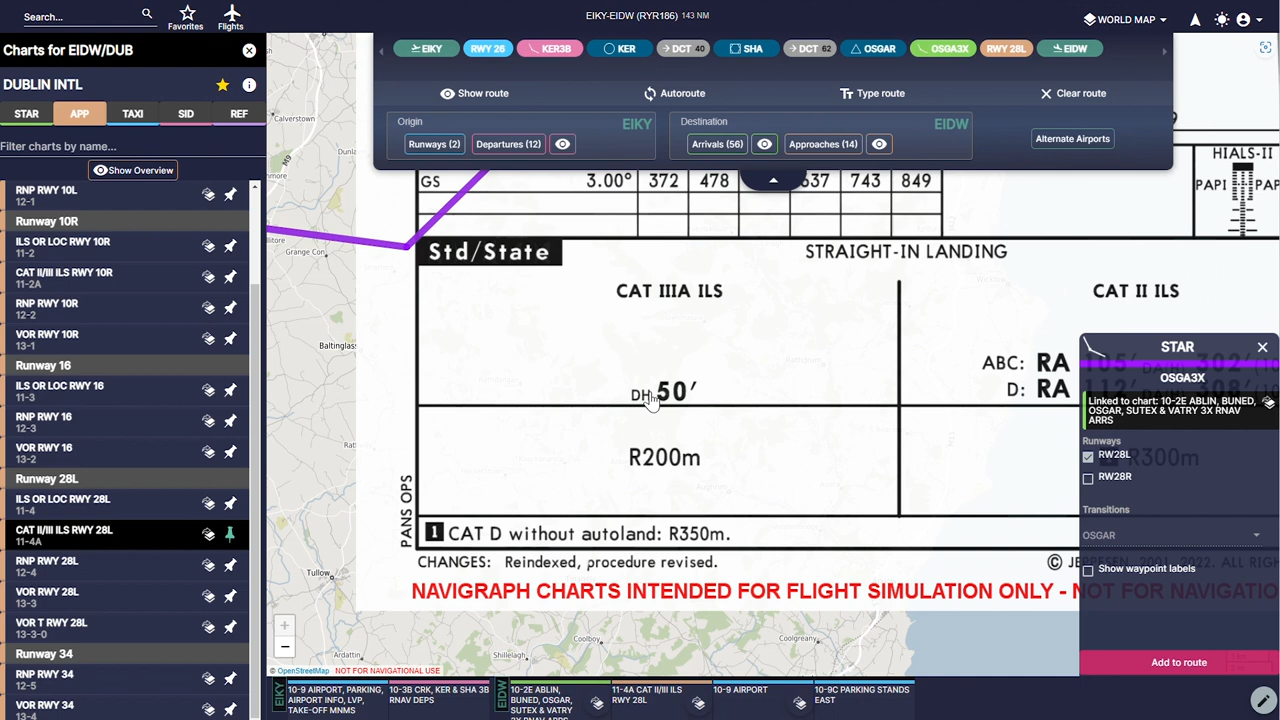 Search...
Favorites
Flights
EIKY-EIDW (RYR186) 143 NM
WORLD MAP
Charts for EIDW/DUB
DUBLIN INTL
STAR
APP
TAXI
SID
REF
Filter charts by name...
Show Overview
RNP RWY 10L
12-1
Runway 10R
ILS OR LOC RWY 10R
11-2
CAT II/III ILS RWY 10R
11-2A
RNP RWY 10R
12-2
VOR RWY 10R
13-1
Runway 16
ILS OR LOC RWY 16
11-3
RNP RWY 16
12-3
VOR RWY 16
13-2
Runway 28L
ILS OR LOC RWY 28L
11-4
CAT II/III ILS RWY 28L
11-4A
RNP RWY 28L
12-4
VOR RWY 28L
13-3
VOR T RWY 28L
13-3-0
Runway 34
RNP RWY 34
12-5
VOR RWY 34
13-4
EIKY
RWY 26
KER3B
KER
DCT 40
SHA
DCT 62
OSGAR
OSGA3X
RWY 28L
EIDW
Show route
Autoroute
Type route
Clear route
Origin
EIKY
Runways (2)
Departures (12)
Destination
EIDW
Arrivals (56)
Approaches (14)
Alternate Airports
Calverstown
M9
Grange Con
Baltinglass
Tullow
Ardattin
Shillelagh
Coolboy
Coolgreany
GS 3.00° 372 478 637 743 849
HIALS-II
PAPI PAP
Std/State
STRAIGHT-IN LANDING
CAT IIIA ILS
CAT II ILS
DH 50'
ABC: RA 105' 302'
D: RA 112' 308'
R200m
R300m
PANS OPS
1 CAT D without autoland: R350m.
CHANGES: Reindexed, procedure revised.
NAVIGRAPH CHARTS INTENDED FOR FLIGHT SIMULATION ONLY - NOT FOR NAVIGATIO
STAR
OSGA3X
Linked to chart: 10-2E ABLIN, BUNED, OSGAR, SUTEX & VATRY 3X RNAV ARRS
Runways
RW28L
RW28R
Transitions
OSGAR
Show waypoint labels
Add to route
+
−
© OpenStreetMap NOT FOR NAVIGATIONAL USE
EIKY
10-9 AIRPORT, PARKING, AIRPORT INFO, LVP, TAKE-OFF MNMS
10-3B CRK, KER & SHA 3B RNAV DEPS
EIDW
10-2E ABLIN, BUNED, OSGAR, SUTEX & VATRY 3X RNAV
11-4A CAT II/III ILS RWY 28L
10-9 AIRPORT
10-9C PARKING STANDS EAST